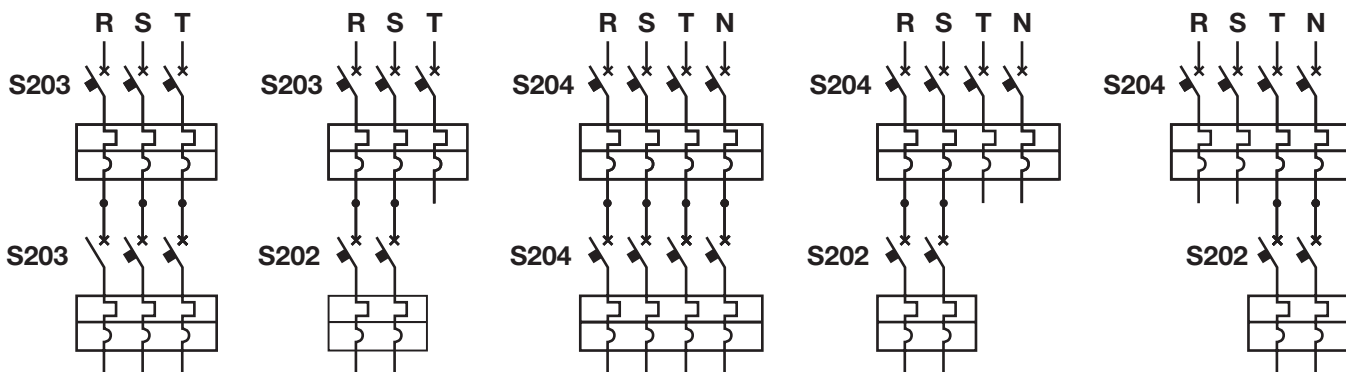 R S T R S T R S T N R S T N R S T N
S203 S203 S204 S204 S204
S203 S202 S204 S202 S202